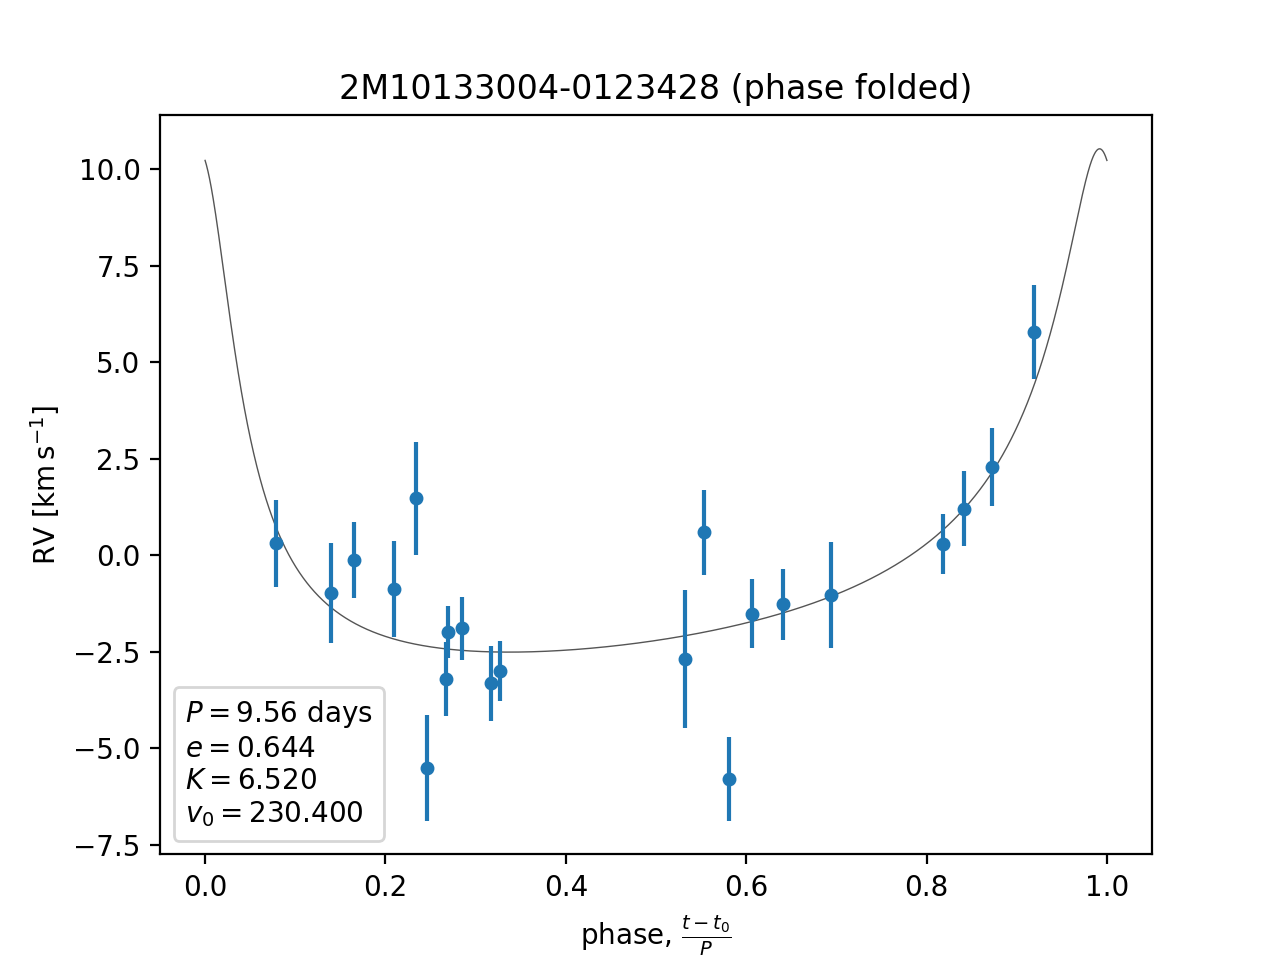 2M10133004-0123428 (phase folded)
10.0
7.5
5.0
2.5
0.0
−2.5
−5.0
−7.5
RV [km s⁻¹]
P = 9.56 days
e = 0.644
K = 6.520
v₀ = 230.400
0.0 0.2 0.4 0.6 0.8 1.0
phase, (t − t₀)/P